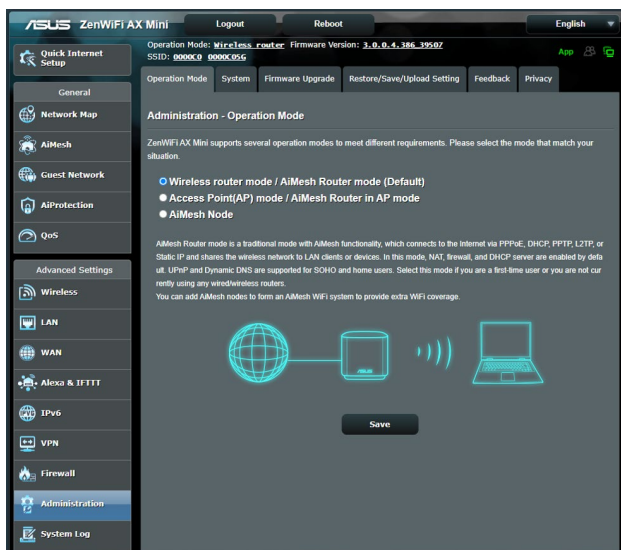 ASUS ZenWiFi AX Mini
Logout
Reboot
English
Quick Internet
Setup
Operation Mode: Wireless router Firmware Version: 3.0.0.4.386_39507
SSID: 0000C0 0000C05G
App
General
Network Map
AiMesh
Guest Network
AiProtection
QoS
Advanced Settings
Wireless
LAN
WAN
Alexa & IFTTT
IPv6
VPN
Firewall
Administration
System Log
Operation Mode
System
Firmware Upgrade
Restore/Save/Upload Setting
Feedback
Privacy
Administration - Operation Mode
ZenWiFi AX Mini supports several operation modes to meet different requirements. Please select the mode that match your
situation.
Wireless router mode / AiMesh Router mode (Default)
Access Point(AP) mode / AiMesh Router in AP mode
AiMesh Node
AiMesh Router mode is a traditional mode with AiMesh functionality, which connects to the Internet via PPPoE, DHCP, PPTP, L2TP, or
Static IP and shares the wireless network to LAN clients or devices. In this mode, NAT, firewall, and DHCP server are enabled by defa
ult. UPnP and Dynamic DNS are supported for SOHO and home users. Select this mode if you are a first-time user or you are not cur
rently using any wired/wireless routers.
You can add AiMesh nodes to form an AiMesh WiFi system to provide extra WiFi coverage.
ASUS
Save